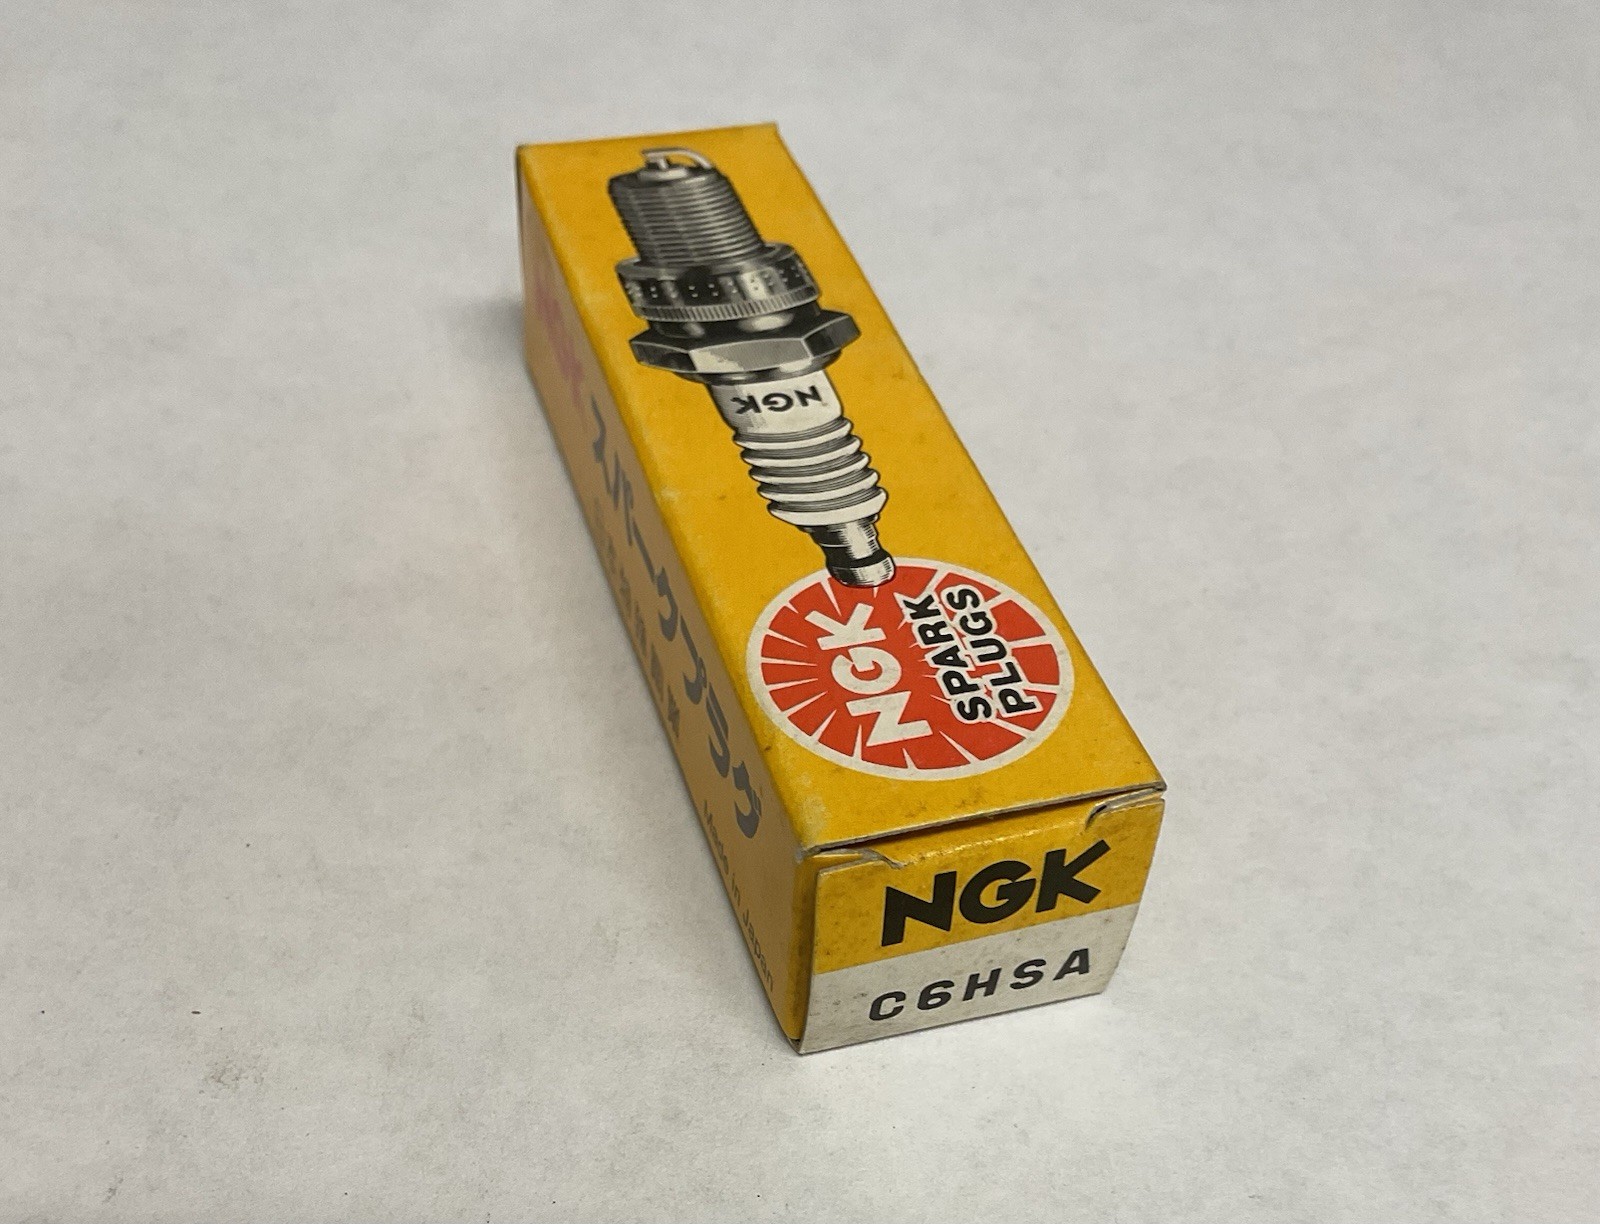 NGK
NGK
SPARK
PLUGS
NGK
C6HSA
スパークプラグ
Made in Japan